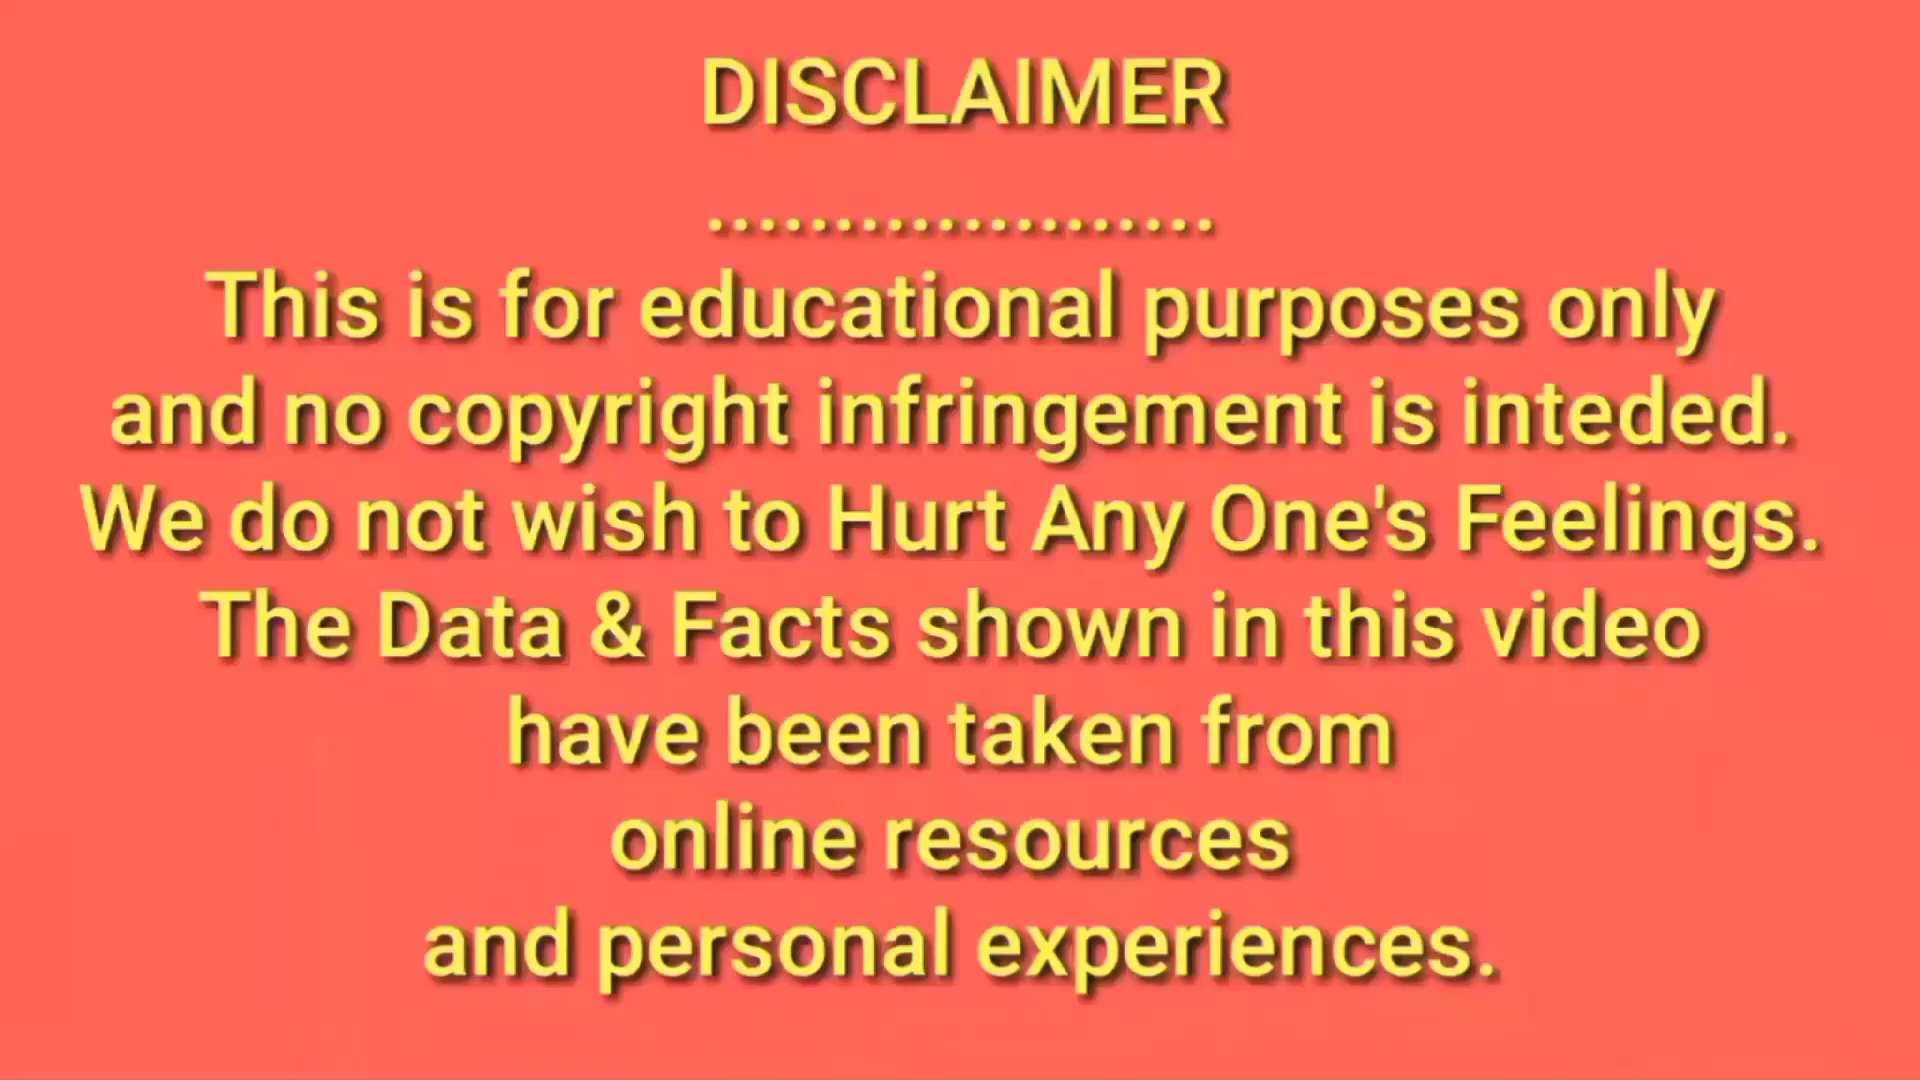 DISCLAIMER
....................
This is for educational purposes only
and no copyright infringement is inteded.
We do not wish to Hurt Any One's Feelings.
The Data & Facts shown in this video
have been taken from
online resources
and personal experiences.